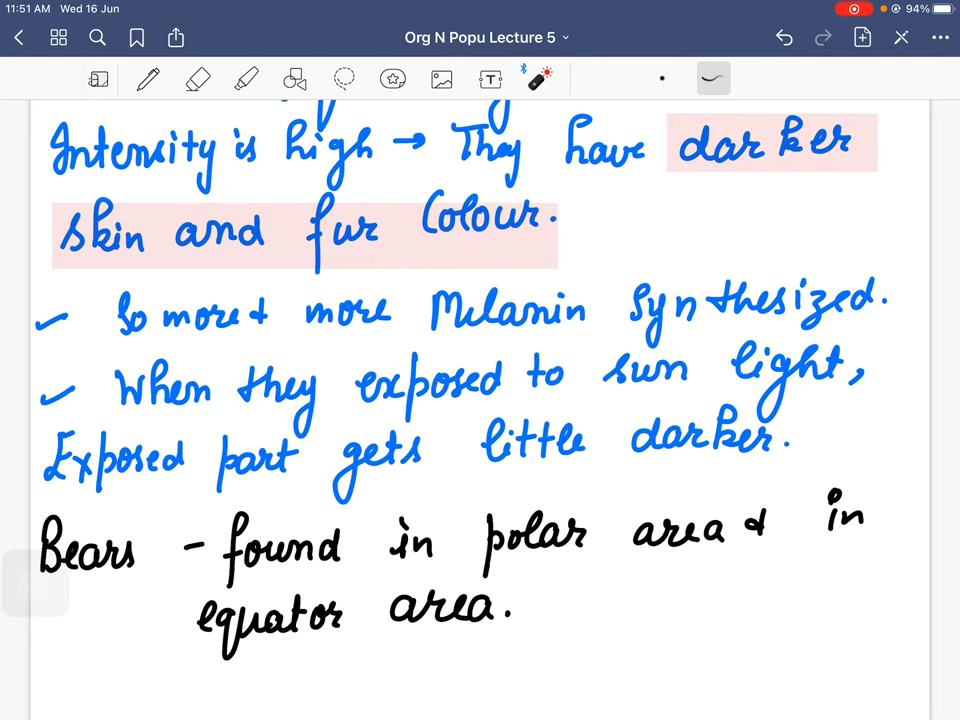 11:51 AM Wed 16 Jun 94%
Org N Popu Lecture 5
Intensity is high → They have darker
skin and fur Colour.
✓ So more & more Melanin synthesized.
✓ When they exposed to sun light,
Exposed part gets little darker.
Bears - found in polar area & in
equator area.